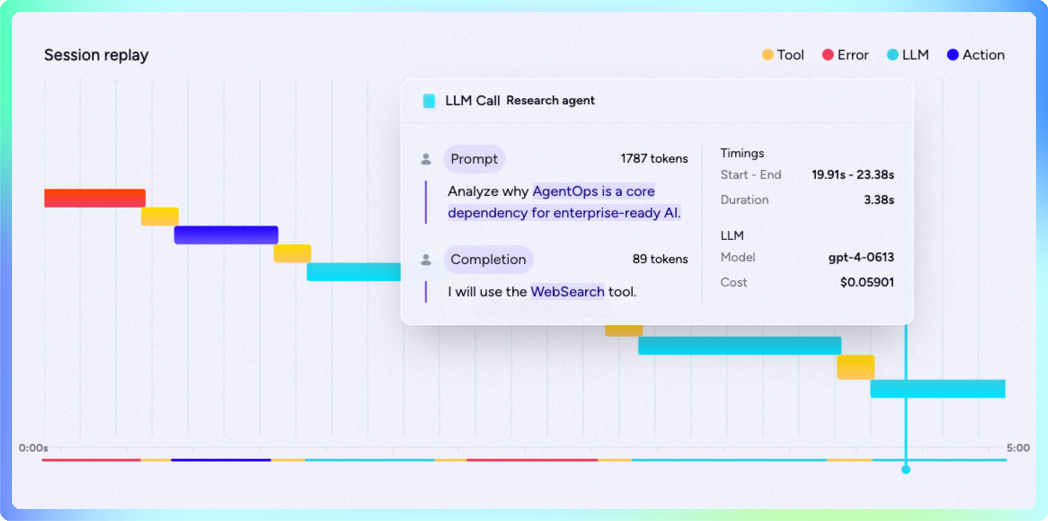 Session replay
Tool Error LLM Action
LLM Call Research agent
Prompt 1787 tokens
Analyze why AgentOps is a core
dependency for enterprise-ready AI.
Completion 89 tokens
I will use the WebSearch tool.
Timings
Start - End 19.91s - 23.38s
Duration 3.38s
LLM
Model gpt-4-0613
Cost $0.05901
0:00s 5:00